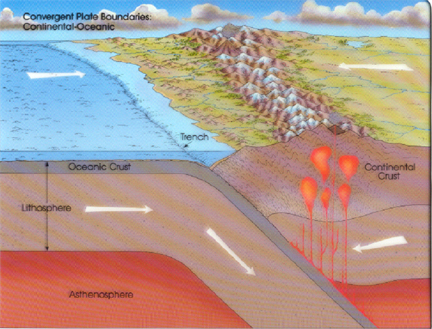 Convergent Plate Boundaries:
Continental-Oceanic
Trench
Oceanic Crust
Continental
Crust
Lithosphere
Asthenosphere